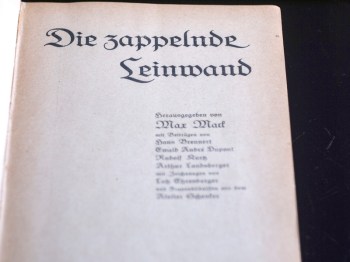 Die zappelnde
Leinwand
Herausgegeben von
Max Mack
mit Beiträgen von
Hans Brennert
Ewald André Dupont
Rudolf Kurtz
Arthur Landsberger
mit Zeichnungen von
Lutz Ehrenberger
und
aus dem
Atelier